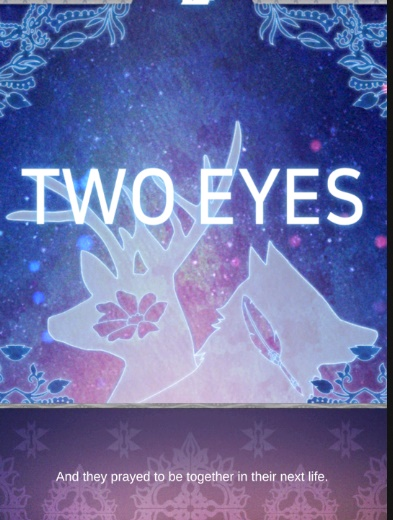 TWO EYES
And they prayed to be together in their next life.